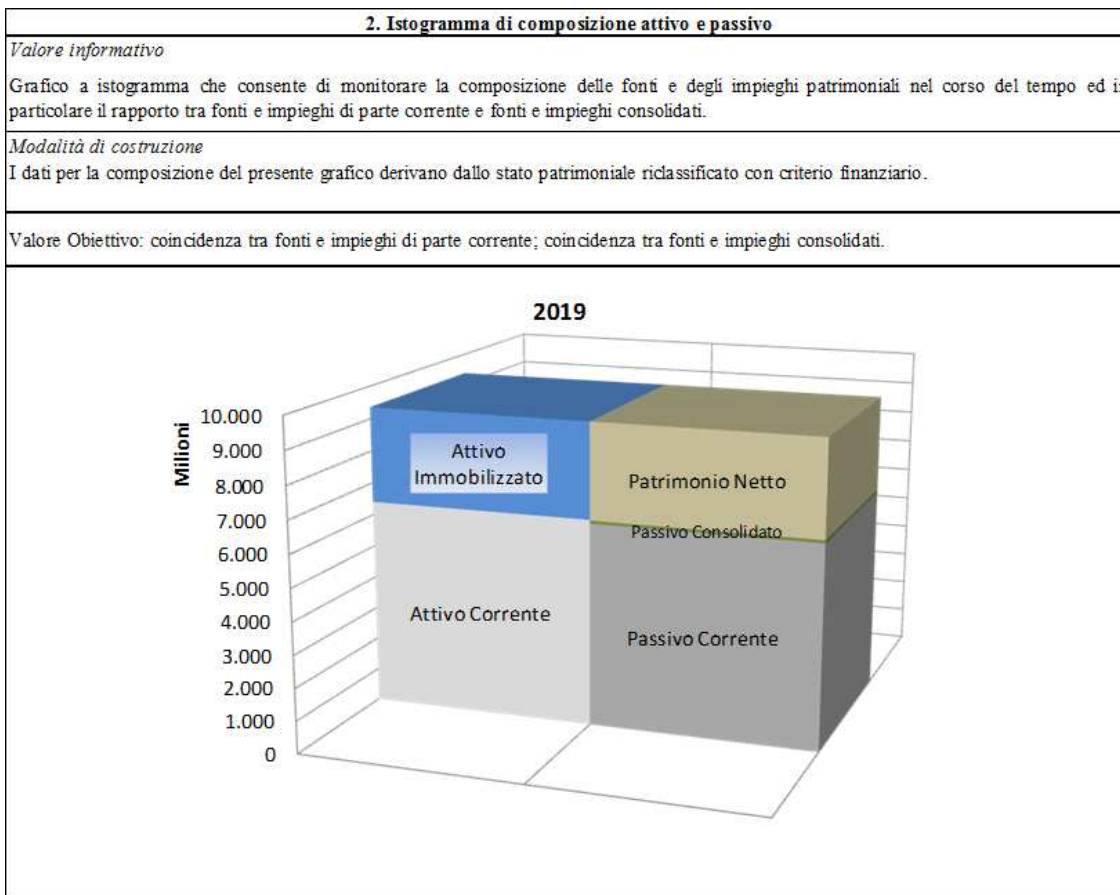 2. Istogramma di composizione attivo e passivo
Valore informativo
Grafico a istogramma che consente di monitorare la composizione delle fonti e degli impieghi patrimoniali nel corso del tempo ed i
particolare il rapporto tra fonti e impieghi di parte corrente e fonti e impieghi consolidati.
Modalità di costruzione
I dati per la composizione del presente grafico derivano dallo stato patrimoniale riclassificato con criterio finanziario.
Valore Obiettivo: coincidenza tra fonti e impieghi di parte corrente; coincidenza tra fonti e impieghi consolidati.
2019
Milioni
10.000
9.000
8.000
7.000
6.000
5.000
4.000
3.000
2.000
1.000
0
Attivo
Immobilizzato
Patrimonio Netto
Passivo Consolidato
Attivo Corrente
Passivo Corrente